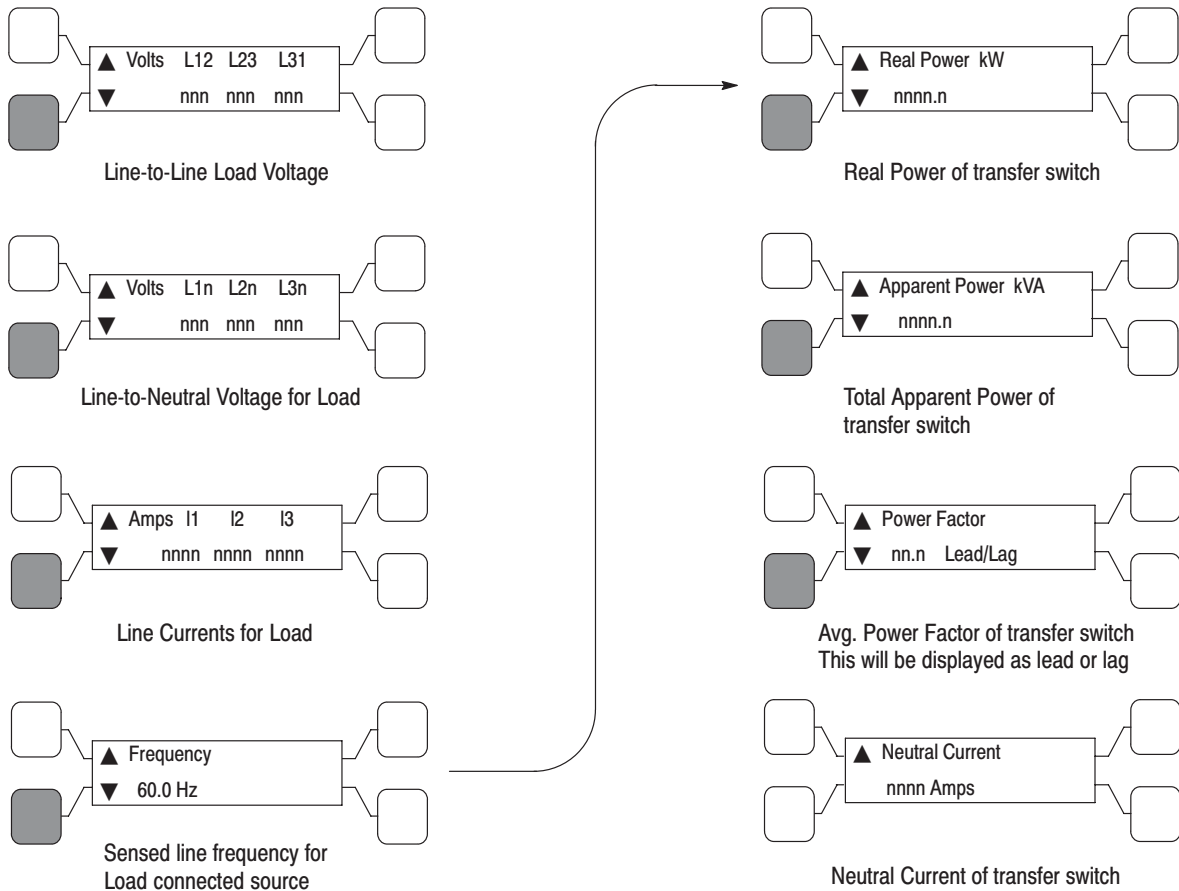 ▲ Volts L12 L23 L31
▼ nnn nnn nnn
Line-to-Line Load Voltage
▲ Volts L1n L2n L3n
▼ nnn nnn nnn
Line-to-Neutral Voltage for Load
▲ Amps I1 I2 I3
▼ nnnn nnnn nnnn
Line Currents for Load
▲ Frequency
▼ 60.0 Hz
Sensed line frequency for
Load connected source
▲ Real Power kW
▼ nnnn.n
Real Power of transfer switch
▲ Apparent Power kVA
▼ nnnn.n
Total Apparent Power of
transfer switch
▲ Power Factor
▼ nn.n Lead/Lag
Avg. Power Factor of transfer switch
This will be displayed as lead or lag
▲ Neutral Current
nnnn Amps
Neutral Current of transfer switch